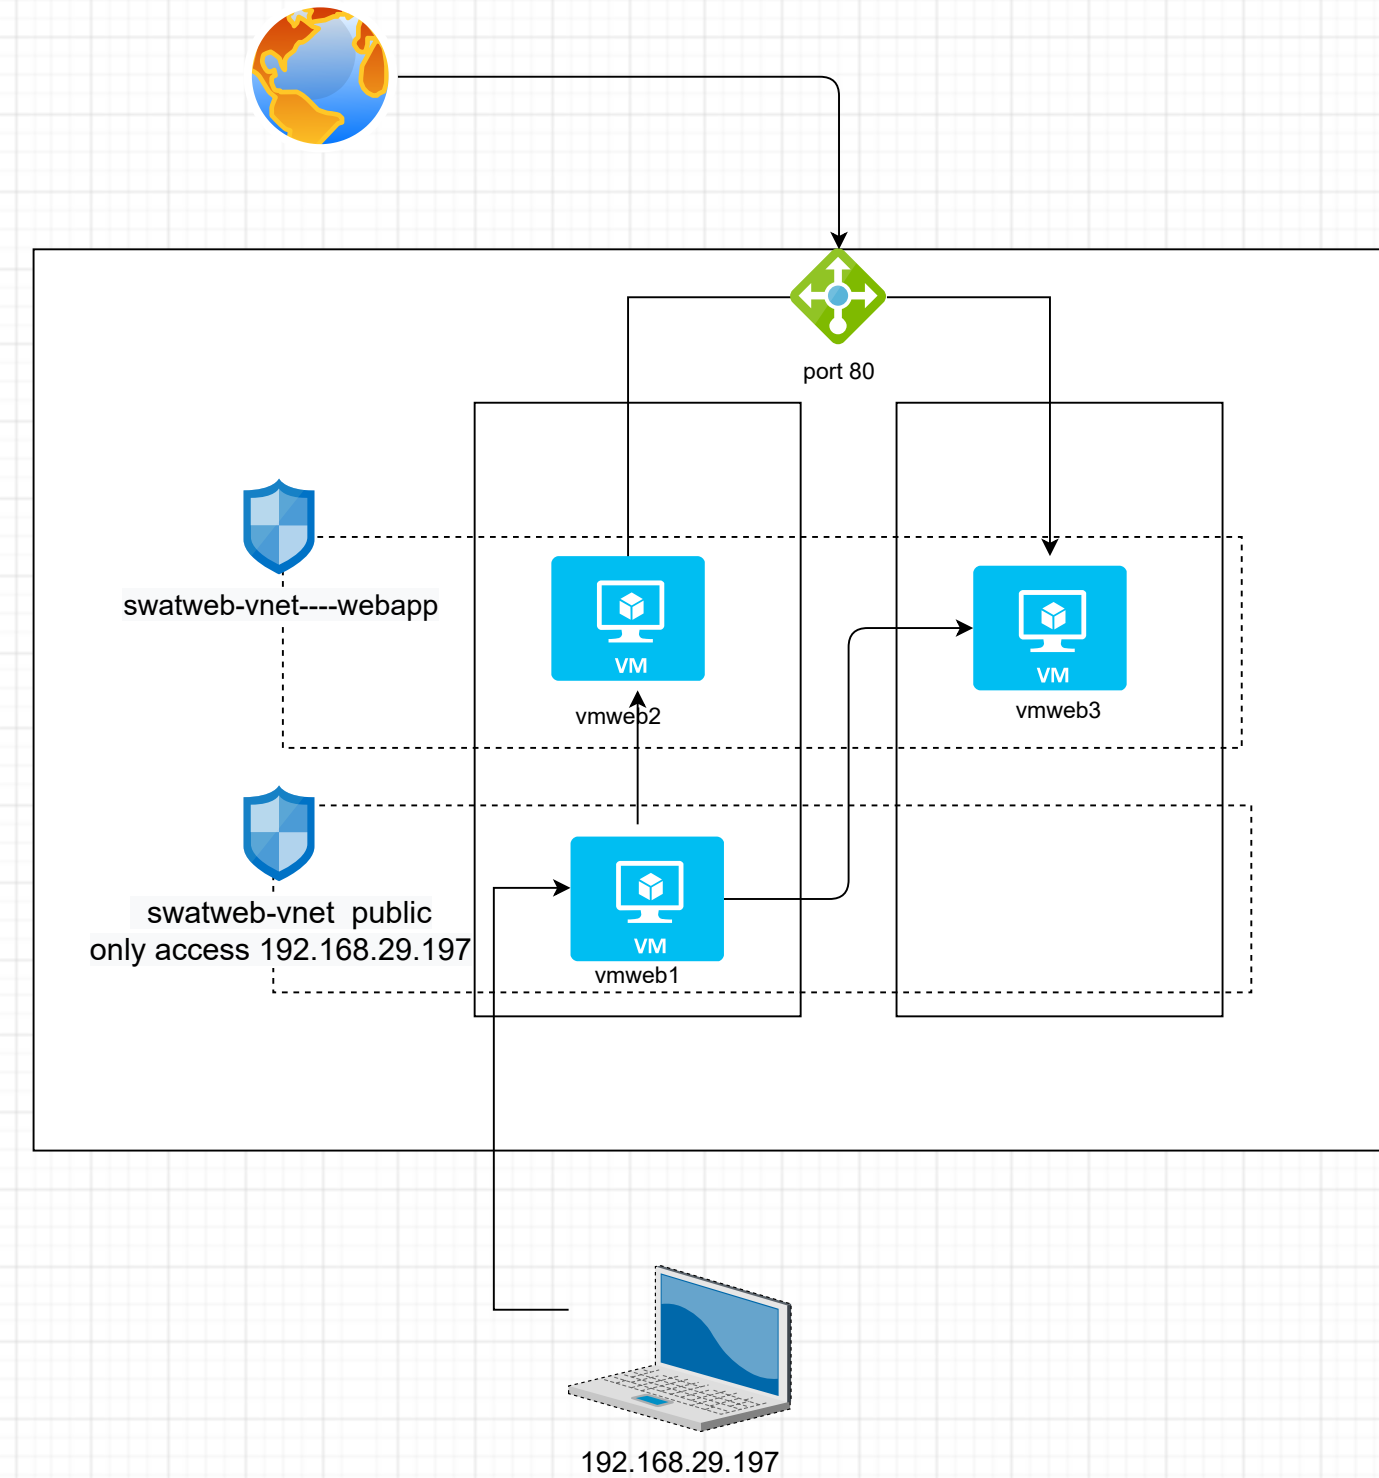 port 80
swatweb-vnet----webapp
VM
vmweb2
VM
vmweb3
swatweb-vnet  public
only access 192.168.29.197
VM
vmweb1
192.168.29.197